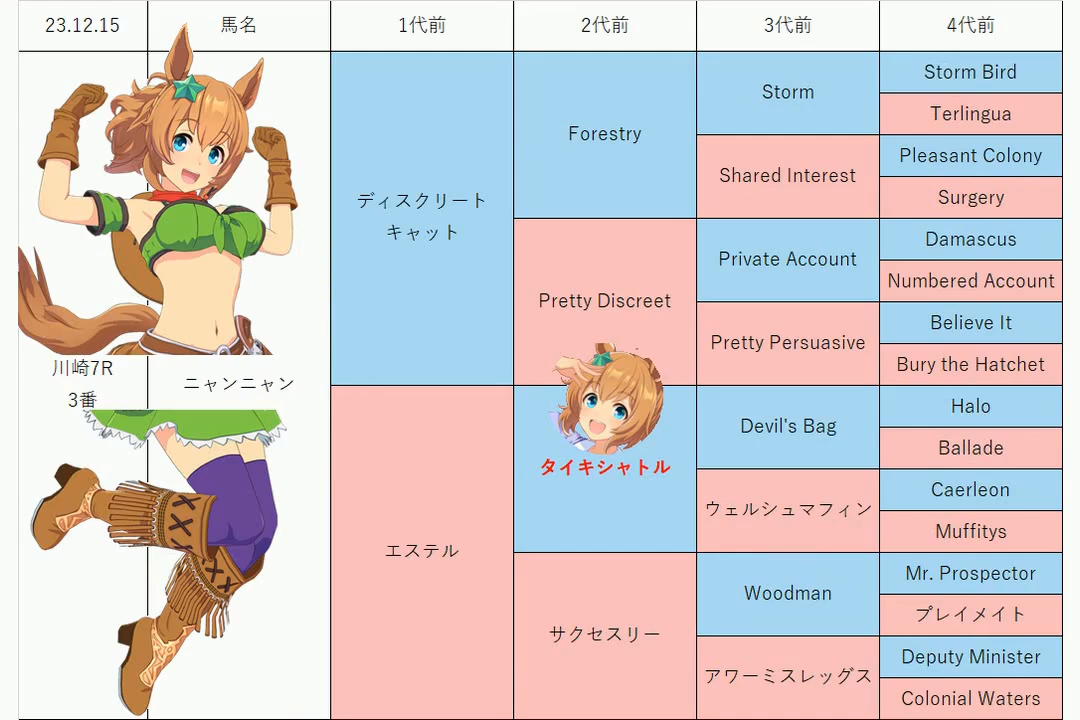 23.12.15
馬名
1代前
2代前
3代前
4代前
川崎7R
3番
ニャンニャン
ディスクリート
キャット
エステル
Forestry
Pretty Discreet
タイキシャトル
サクセスリー
Storm
Shared Interest
Private Account
Pretty Persuasive
Devil's Bag
ウェルシュマフィン
Woodman
アワーミスレッグス
Storm Bird
Terlingua
Pleasant Colony
Surgery
Damascus
Numbered Account
Believe It
Bury the Hatchet
Halo
Ballade
Caerleon
Muffitys
Mr. Prospector
プレイメイト
Deputy Minister
Colonial Waters